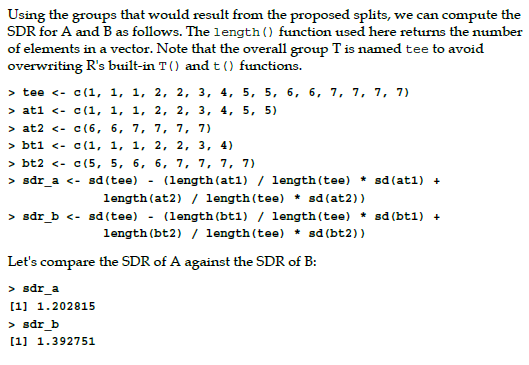 Using the groups that would result from the proposed splits, we can compute the
SDR for A and B as follows. The length() function used here returns the number
of elements in a vector. Note that the overall group T is named tee to avoid
overwriting R's built-in T() and t() functions.
> tee <- c(1, 1, 1, 2, 2, 3, 4, 5, 5, 6, 6, 7, 7, 7, 7)
> at1 <- c(1, 1, 1, 2, 2, 3, 4, 5, 5)
> at2 <- c(6, 6, 7, 7, 7, 7)
> bt1 <- c(1, 1, 1, 2, 2, 3, 4)
> bt2 <- c(5, 5, 6, 6, 7, 7, 7, 7)
> sdr_a <- sd(tee) - (length(at1) / length(tee) * sd(at1) +
length(at2) / length(tee) * sd(at2))
> sdr_b <- sd(tee) - (length(bt1) / length(tee) * sd(bt1) +
length(bt2) / length(tee) * sd(bt2))
Let's compare the SDR of A against the SDR of B:
> sdr_a
[1] 1.202815
> sdr_b
[1] 1.392751